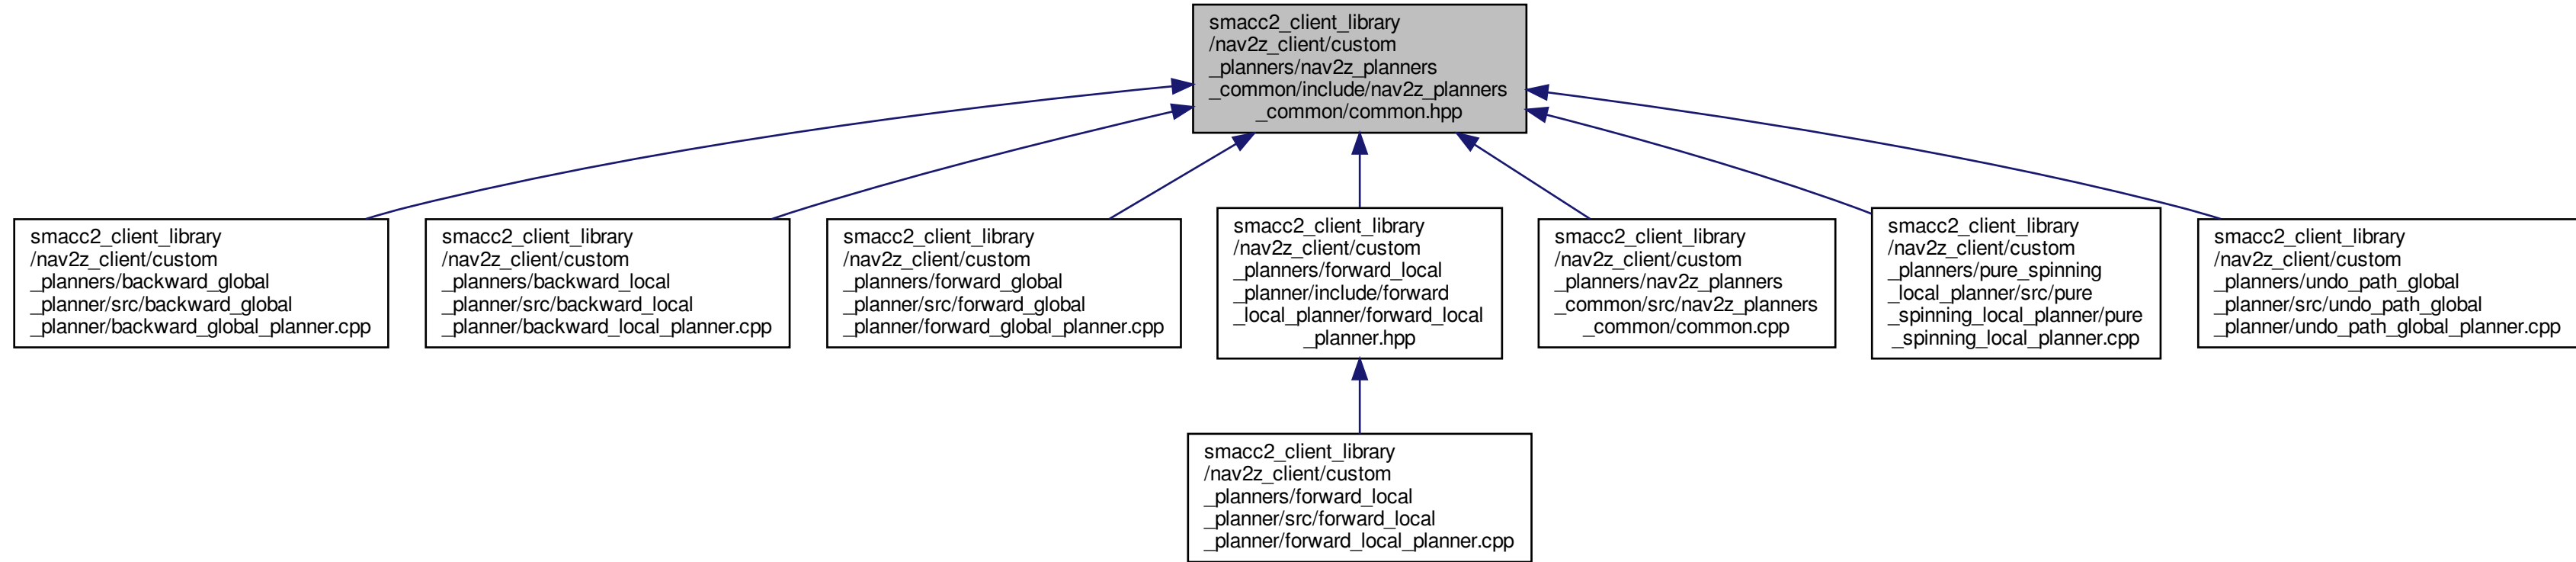 smacc2_client_library
/nav2z_client/custom
_planners/nav2z_planners
_common/include/nav2z_planners
_common/common.hpp
smacc2_client_library
/nav2z_client/custom
_planners/backward_global
_planner/src/backward_global
_planner/backward_global_planner.cpp
smacc2_client_library
/nav2z_client/custom
_planners/backward_local
_planner/src/backward_local
_planner/backward_local_planner.cpp
smacc2_client_library
/nav2z_client/custom
_planners/forward_global
_planner/src/forward_global
_planner/forward_global_planner.cpp
smacc2_client_library
/nav2z_client/custom
_planners/forward_local
_planner/include/forward
_local_planner/forward_local
_planner.hpp
smacc2_client_library
/nav2z_client/custom
_planners/nav2z_planners
_common/src/nav2z_planners
_common/common.cpp
smacc2_client_library
/nav2z_client/custom
_planners/pure_spinning
_local_planner/src/pure
_spinning_local_planner/pure
_spinning_local_planner.cpp
smacc2_client_library
/nav2z_client/custom
_planners/undo_path_global
_planner/src/undo_path_global
_planner/undo_path_global_planner.cpp
smacc2_client_library
/nav2z_client/custom
_planners/forward_local
_planner/src/forward_local
_planner/forward_local_planner.cpp